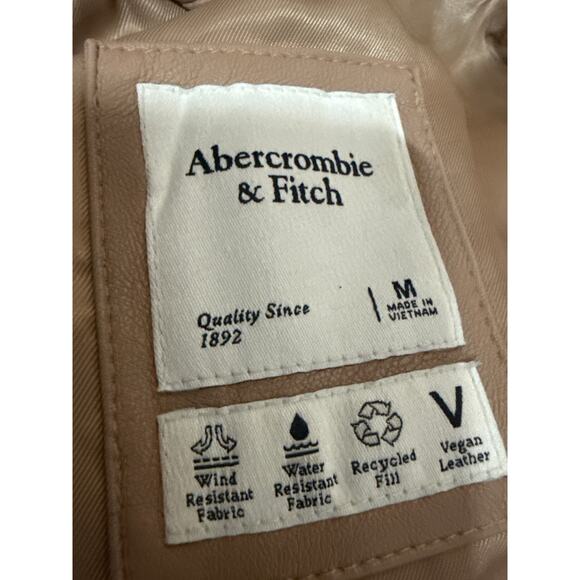 Abercrombie
& Fitch
Quality Since
1892
M
MADE IN
VIETNAM
Wind
Resistant
Fabric
Water
Resistant
Fabric
Recycled
Fill
V
Vegan
Leather